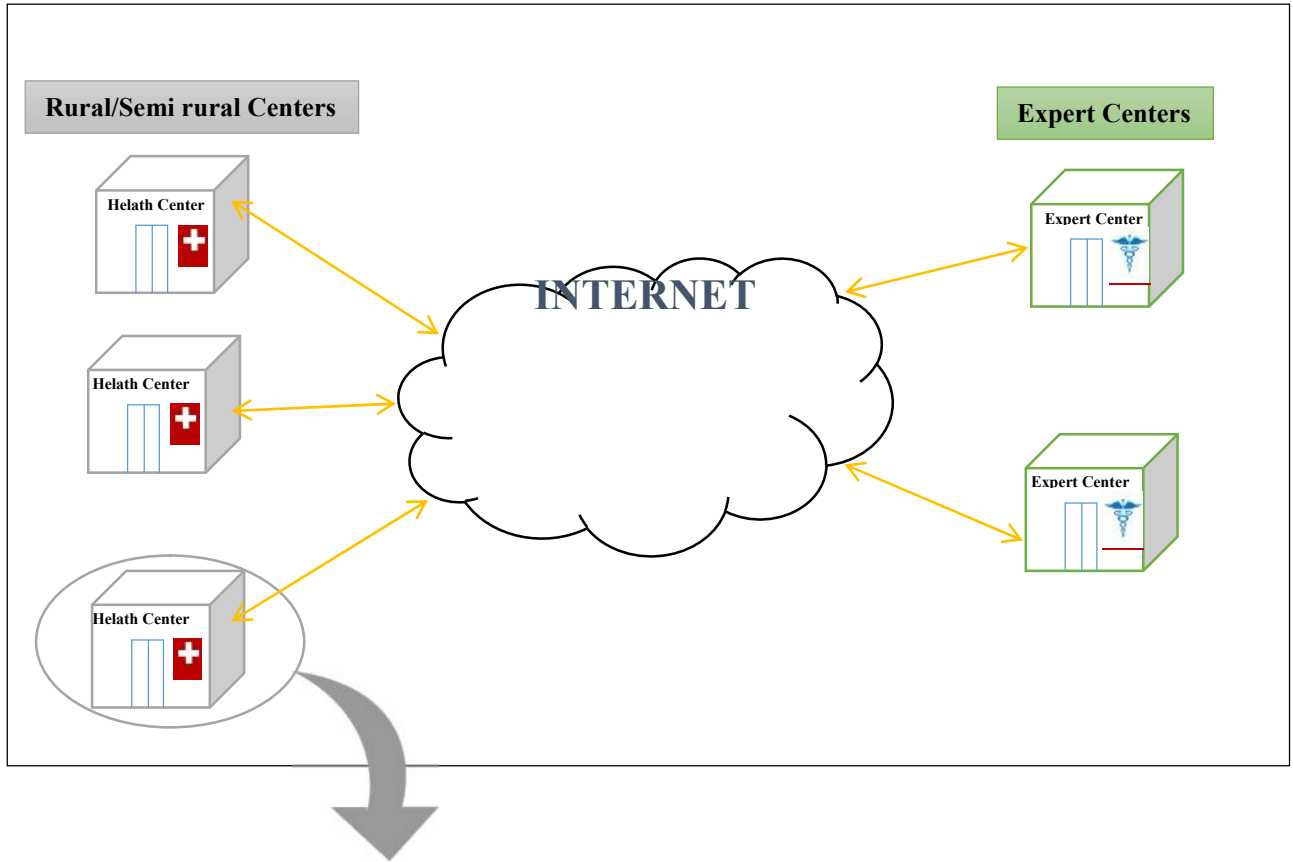 Rural/Semi rural Centers
Expert Centers
Helath Center
Expert Center
INTERNET
Helath Center
Expert Center
Helath Center